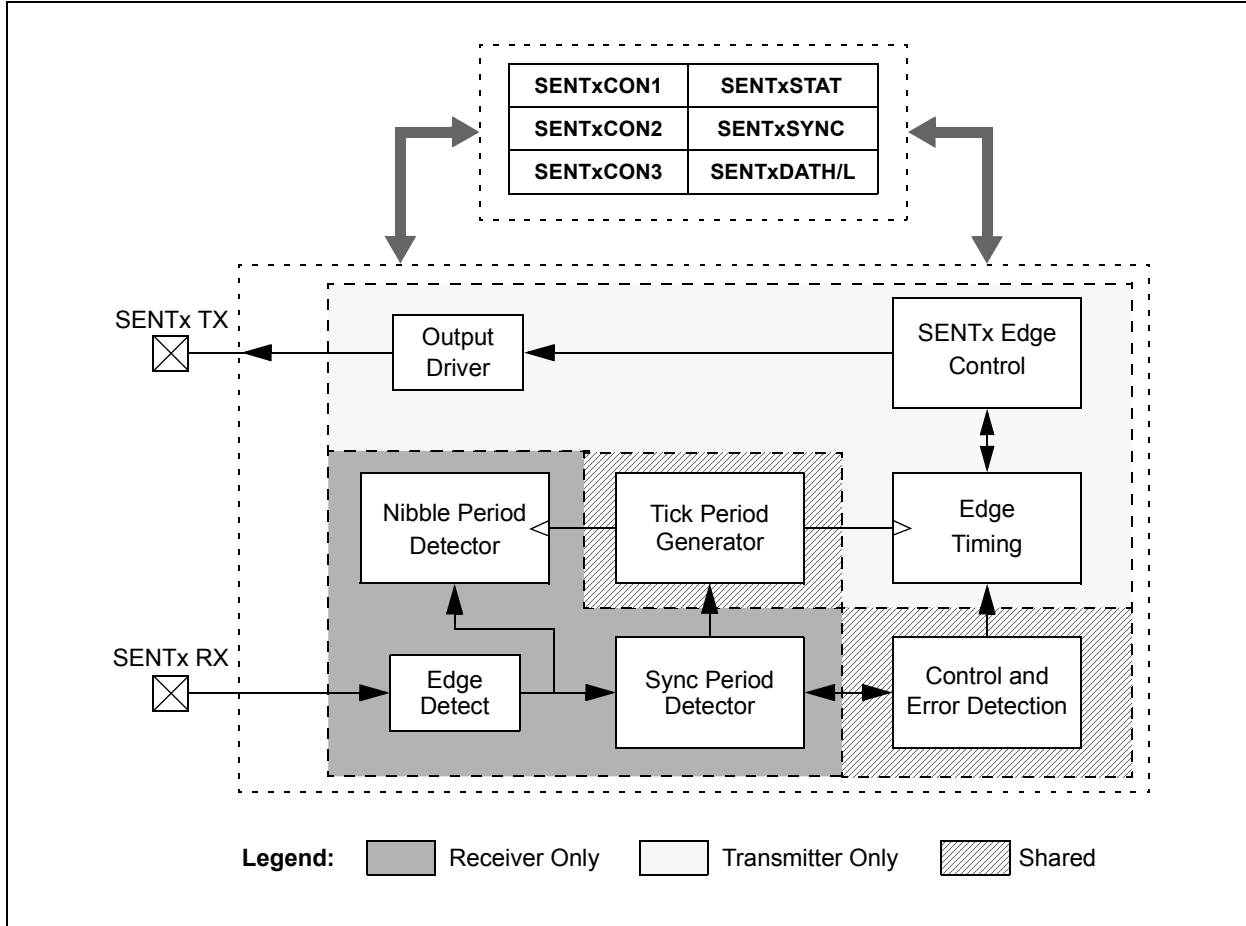 SENTxCON1 SENTxSTAT
SENTxCON2 SENTxSYNC
SENTxCON3 SENTxDATH/L
SENTx TX
Output
Driver
SENTx Edge
Control
Nibble Period
Detector
Tick Period
Generator
Edge
Timing
SENTx RX
Edge
Detect
Sync Period
Detector
Control and
Error Detection
Legend: Receiver Only Transmitter Only Shared